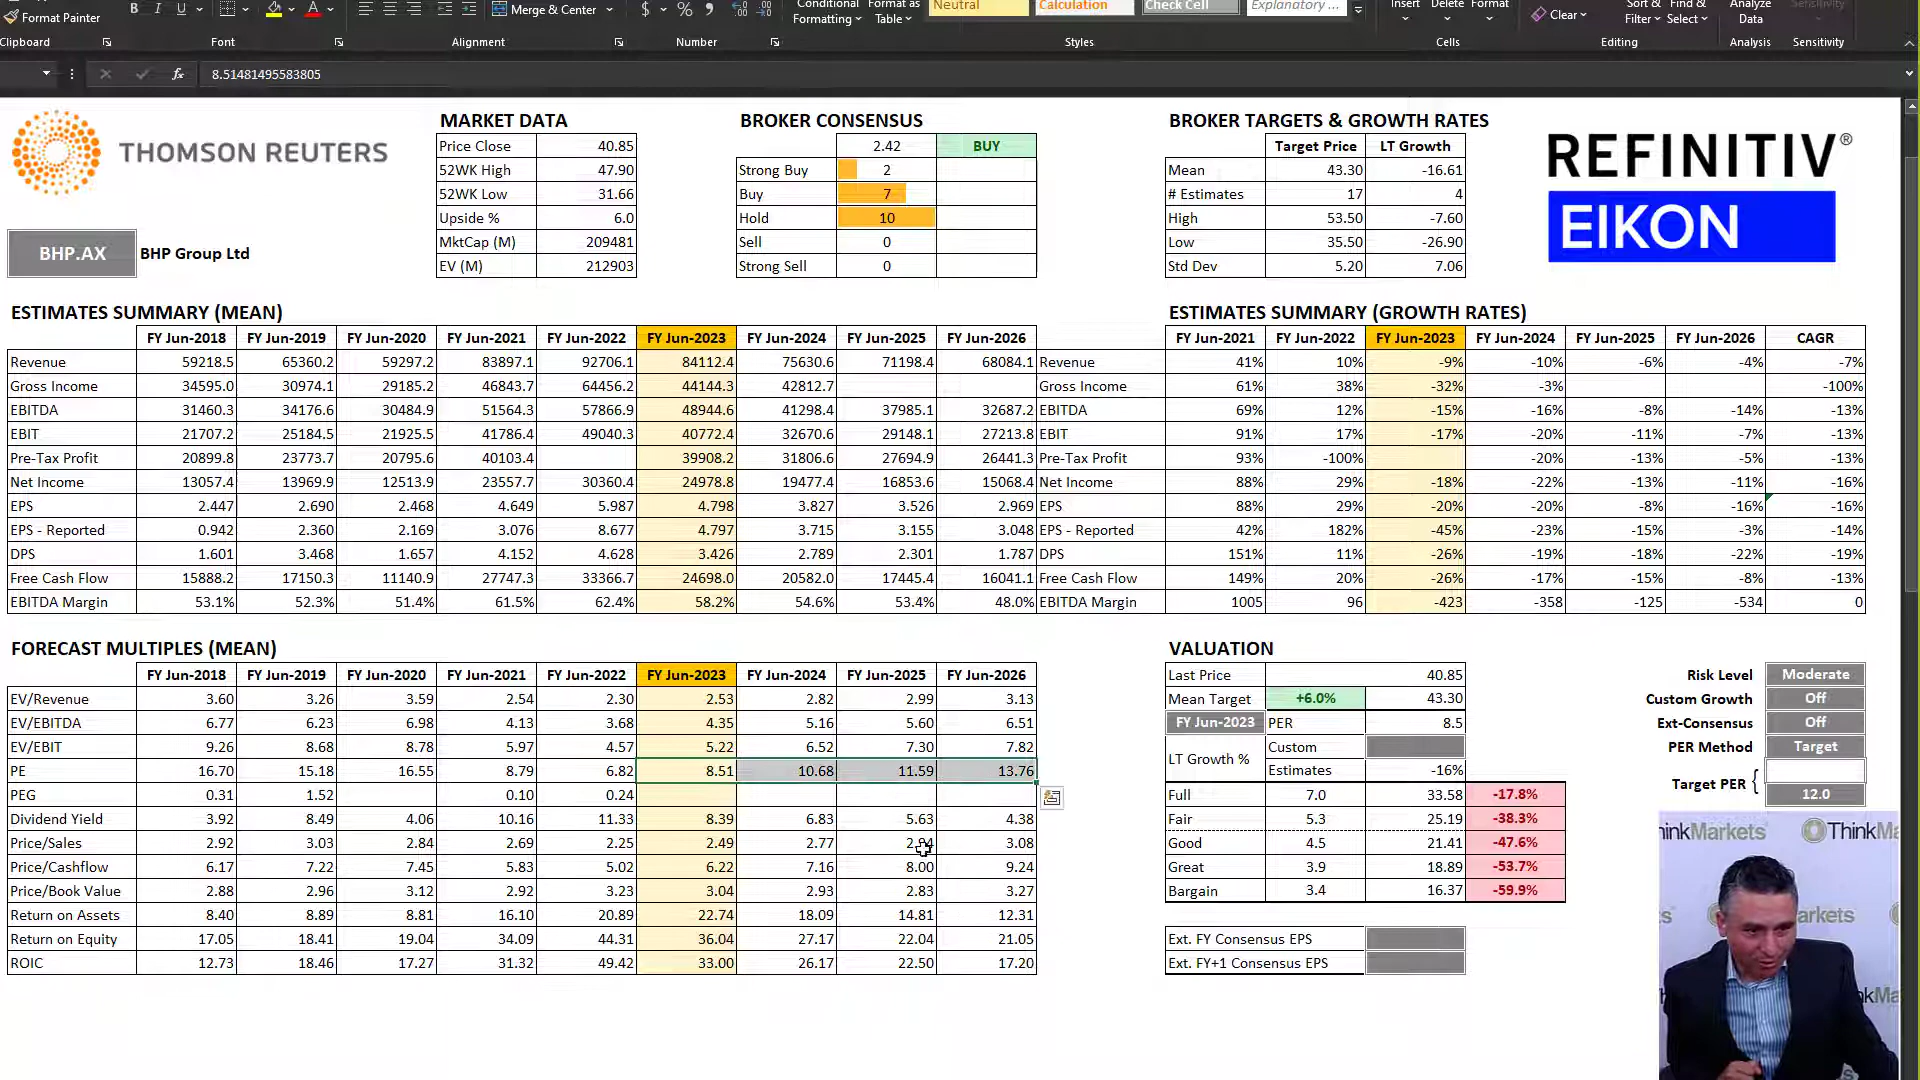 Format Painter
B I U A
Merge & Center
$ % 9
Conditional Formatting
Format as Table
Neutral
Calculation
Check Cell
Explanatory ...
Insert Delete Format
Clear
Sort & Filter
Find & Select
Analyze Data
Sensitivity
Clipboard Font Alignment Number Styles Cells Editing Analysis Sensitivity
fx 8.51481495583805
THOMSON REUTERS
BHP.AX BHP Group Ltd
MARKET DATA
Price Close 40.85
52WK High 47.90
52WK Low 31.66
Upside % 6.0
MktCap (M) 209481
EV (M) 212903
BROKER CONSENSUS
2.42 BUY
Strong Buy 2
Buy 7
Hold 10
Sell 0
Strong Sell 0
BROKER TARGETS & GROWTH RATES
Target Price LT Growth
Mean 43.30 -16.61
# Estimates 17 4
High 53.50 -7.60
Low 35.50 -26.90
Std Dev 5.20 7.06
REFINITIV®
EIKON
ESTIMATES SUMMARY (MEAN)
FY Jun-2018 FY Jun-2019 FY Jun-2020 FY Jun-2021 FY Jun-2022 FY Jun-2023 FY Jun-2024 FY Jun-2025 FY Jun-2026
Revenue 59218.5 65360.2 59297.2 83897.1 92706.1 84112.4 75630.6 71198.4 68084.1
Gross Income 34595.0 30974.1 29185.2 46843.7 64456.2 44144.3 42812.7
EBITDA 31460.3 34176.6 30484.9 51564.3 57866.9 48944.6 41298.4 37985.1 32687.2
EBIT 21707.2 25184.5 21925.5 41786.4 49040.3 40772.4 32670.6 29148.1 27213.8
Pre-Tax Profit 20899.8 23773.7 20795.6 40103.4 39908.2 31806.6 27694.9 26441.3
Net Income 13057.4 13969.9 12513.9 23557.7 30360.4 24978.8 19477.4 16853.6 15068.4
EPS 2.447 2.690 2.468 4.649 5.987 4.798 3.827 3.526 2.969
EPS - Reported 0.942 2.360 2.169 3.076 8.677 4.797 3.715 3.155 3.048
DPS 1.601 3.468 1.657 4.152 4.628 3.426 2.789 2.301 1.787
Free Cash Flow 15888.2 17150.3 11140.9 27747.3 33366.7 24698.0 20582.0 17445.4 16041.1
EBITDA Margin 53.1% 52.3% 51.4% 61.5% 62.4% 58.2% 54.6% 53.4% 48.0%
ESTIMATES SUMMARY (GROWTH RATES)
FY Jun-2021 FY Jun-2022 FY Jun-2023 FY Jun-2024 FY Jun-2025 FY Jun-2026 CAGR
Revenue 41% 10% -9% -10% -6% -4% -7%
Gross Income 61% 38% -32% -3% -100%
EBITDA 69% 12% -15% -16% -8% -14% -13%
EBIT 91% 17% -17% -20% -11% -7% -13%
Pre-Tax Profit 93% -100% -20% -13% -5% -13%
Net Income 88% 29% -18% -22% -13% -11% -16%
EPS 88% 29% -20% -20% -8% -16% -16%
EPS - Reported 42% 182% -45% -23% -15% -3% -14%
DPS 151% 11% -26% -19% -18% -22% -19%
Free Cash Flow 149% 20% -26% -17% -15% -8% -13%
EBITDA Margin 1005 96 -423 -358 -125 -534 0
FORECAST MULTIPLES (MEAN)
FY Jun-2018 FY Jun-2019 FY Jun-2020 FY Jun-2021 FY Jun-2022 FY Jun-2023 FY Jun-2024 FY Jun-2025 FY Jun-2026
EV/Revenue 3.60 3.26 3.59 2.54 2.30 2.53 2.82 2.99 3.13
EV/EBITDA 6.77 6.23 6.98 4.13 3.68 4.35 5.16 5.60 6.51
EV/EBIT 9.26 8.68 8.78 5.97 4.57 5.22 6.52 7.30 7.82
PE 16.70 15.18 16.55 8.79 6.82 8.51 10.68 11.59 13.76
PEG 0.31 1.52 0.10 0.24
Dividend Yield 3.92 8.49 4.06 10.16 11.33 8.39 6.83 5.63 4.38
Price/Sales 2.92 3.03 2.84 2.69 2.25 2.49 2.77 3.08
Price/Cashflow 6.17 7.22 7.45 5.83 5.02 6.22 7.16 8.00 9.24
Price/Book Value 2.88 2.96 3.12 2.92 3.23 3.04 2.93 2.83 3.27
Return on Assets 8.40 8.89 8.81 16.10 20.89 22.74 18.09 14.81 12.31
Return on Equity 17.05 18.41 19.04 34.09 44.31 36.04 27.17 22.04 21.05
ROIC 12.73 18.46 17.27 31.32 49.42 33.00 26.17 22.50 17.20
VALUATION
Last Price 40.85
Mean Target +6.0% 43.30
FY Jun-2023 PER 8.5
LT Growth % Custom
Estimates -16%
Full 7.0 33.58 -17.8%
Fair 5.3 25.19 -38.3%
Good 4.5 21.41 -47.6%
Great 3.9 18.89 -53.7%
Bargain 3.4 16.37 -59.9%
Ext. FY Consensus EPS
Ext. FY+1 Consensus EPS
Risk Level Moderate
Custom Growth Off
Ext-Consensus Off
PER Method Target
Target PER { 12.0
hinkMarkets ThinkMa
arkets